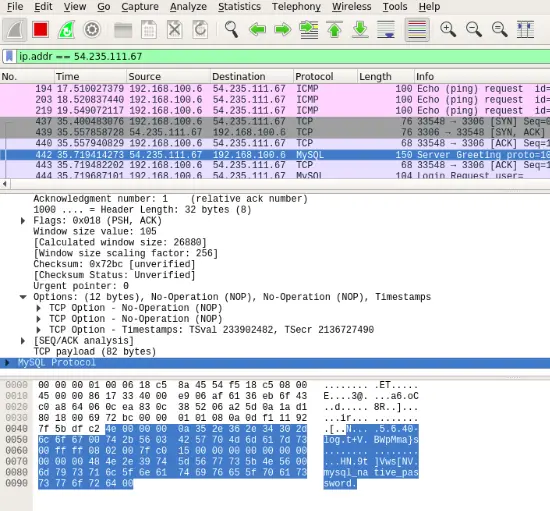 File Edit View Go Capture Analyze Statistics Telephony Wireless Tools Help
ip.addr == 54.235.111.67
No. Time Source Destination Protocol Length Info
194 17.510027379 192.168.100.6 54.235.111.67 ICMP 100 Echo (ping) request id=
203 18.520837440 192.168.100.6 54.235.111.67 ICMP 100 Echo (ping) request id=
219 19.549072117 192.168.100.6 54.235.111.67 ICMP 100 Echo (ping) request id=
437 35.400483076 192.168.100.6 54.235.111.67 TCP 76 33548 → 3306 [SYN] Seq=0
439 35.557858728 54.235.111.67 192.168.100.6 TCP 76 3306 → 33548 [SYN, ACK]
440 35.557940829 192.168.100.6 54.235.111.67 TCP 68 33548 → 3306 [ACK] Seq=1
442 35.719414273 54.235.111.67 192.168.100.6 MySQL 150 Server Greeting proto=10
443 35.719482202 192.168.100.6 54.235.111.67 TCP 68 33548 → 3306 [ACK] Seq=1
444 35.719687101 192.168.100.6 54.235.111.67 MySQL 104 Login Request user=
Acknowledgment number: 1 (relative ack number)
1000 .... = Header Length: 32 bytes (8)
Flags: 0x018 (PSH, ACK)
Window size value: 105
[Calculated window size: 26880]
[Window size scaling factor: 256]
Checksum: 0x72bc [unverified]
[Checksum Status: Unverified]
Urgent pointer: 0
Options: (12 bytes), No-Operation (NOP), No-Operation (NOP), Timestamps
TCP Option - No-Operation (NOP)
TCP Option - No-Operation (NOP)
TCP Option - Timestamps: TSval 233902482, TSecr 2136727490
[SEQ/ACK analysis]
TCP payload (82 bytes)
MySQL Protocol
0000 00 00 00 01 00 06 18 c5 8a 45 54 f5 18 c5 08 00 ........ .ET.....
0010 45 00 00 86 17 33 40 00 e9 06 af 61 36 eb 6f 43 E....3@. ...a6.oC
0020 c0 a8 64 06 0c ea 83 0c 38 52 06 a2 5d 0a 1a d1 ..d..... 8R..]...
0030 80 18 00 69 72 bc 00 00 01 01 08 0a 0d f1 11 92 ...ir... ........
0040 7f 5b df c2 4e 00 00 00 0a 35 2e 36 2e 34 30 2d .[..N... .5.6.40-
0050 6c 6f 67 00 74 2b 56 03 42 57 70 4d 6d 61 7d 73 log.t+V. BWpMma}s
0060 00 ff ff 08 02 00 7f c0 15 00 00 00 00 00 00 00 ........ ........
0070 00 00 00 48 4e 2e 39 74 5d 56 77 73 5b 4e 56 00 ...HN.9t ]Vws[NV.
0080 6d 79 73 71 6c 5f 6e 61 74 69 76 65 5f 70 61 73 mysql_na tive_pas
0090 73 77 6f 72 64 00 sword.